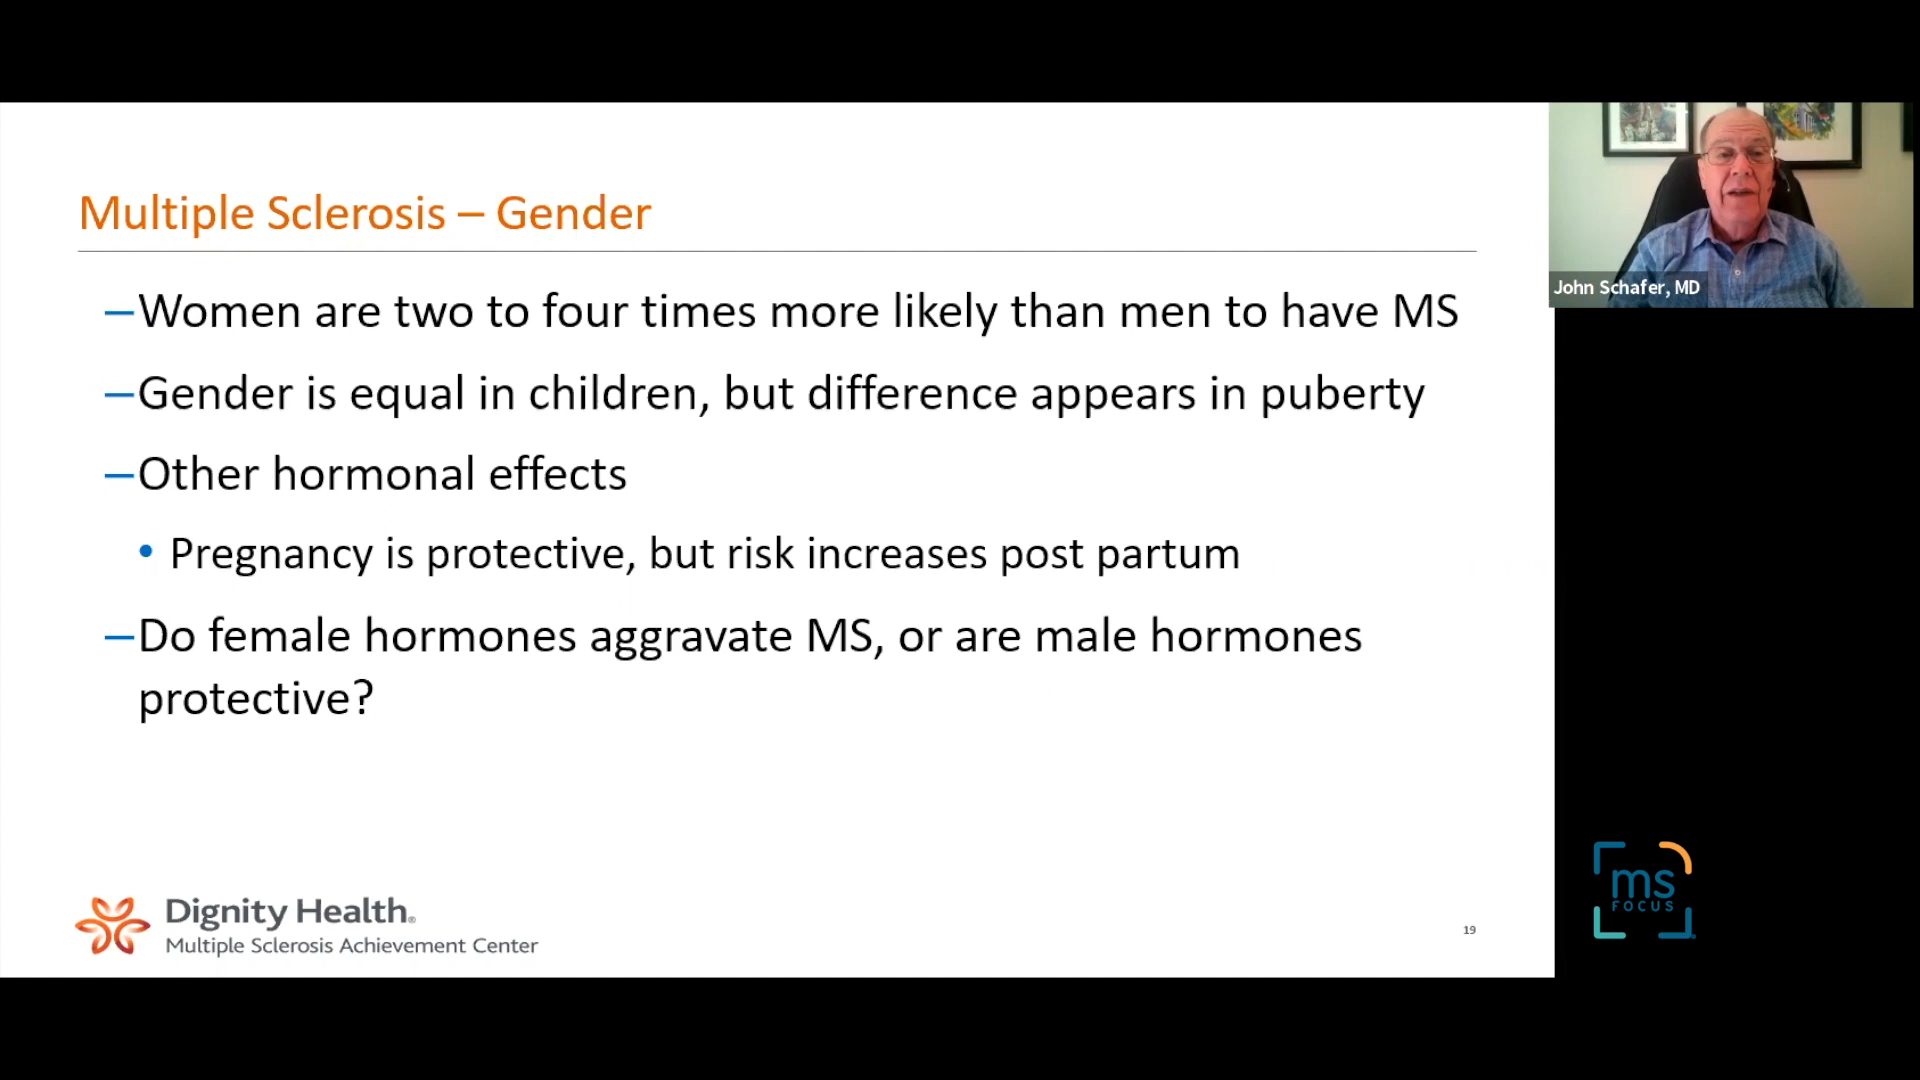 Multiple Sclerosis – Gender
–Women are two to four times more likely than men to have MS
–Gender is equal in children, but difference appears in puberty
–Other hormonal effects
• Pregnancy is protective, but risk increases post partum
–Do female hormones aggravate MS, or are male hormones
protective?
Dignity Health®
Multiple Sclerosis Achievement Center
19
John Schafer, MD
ms
FOCUS